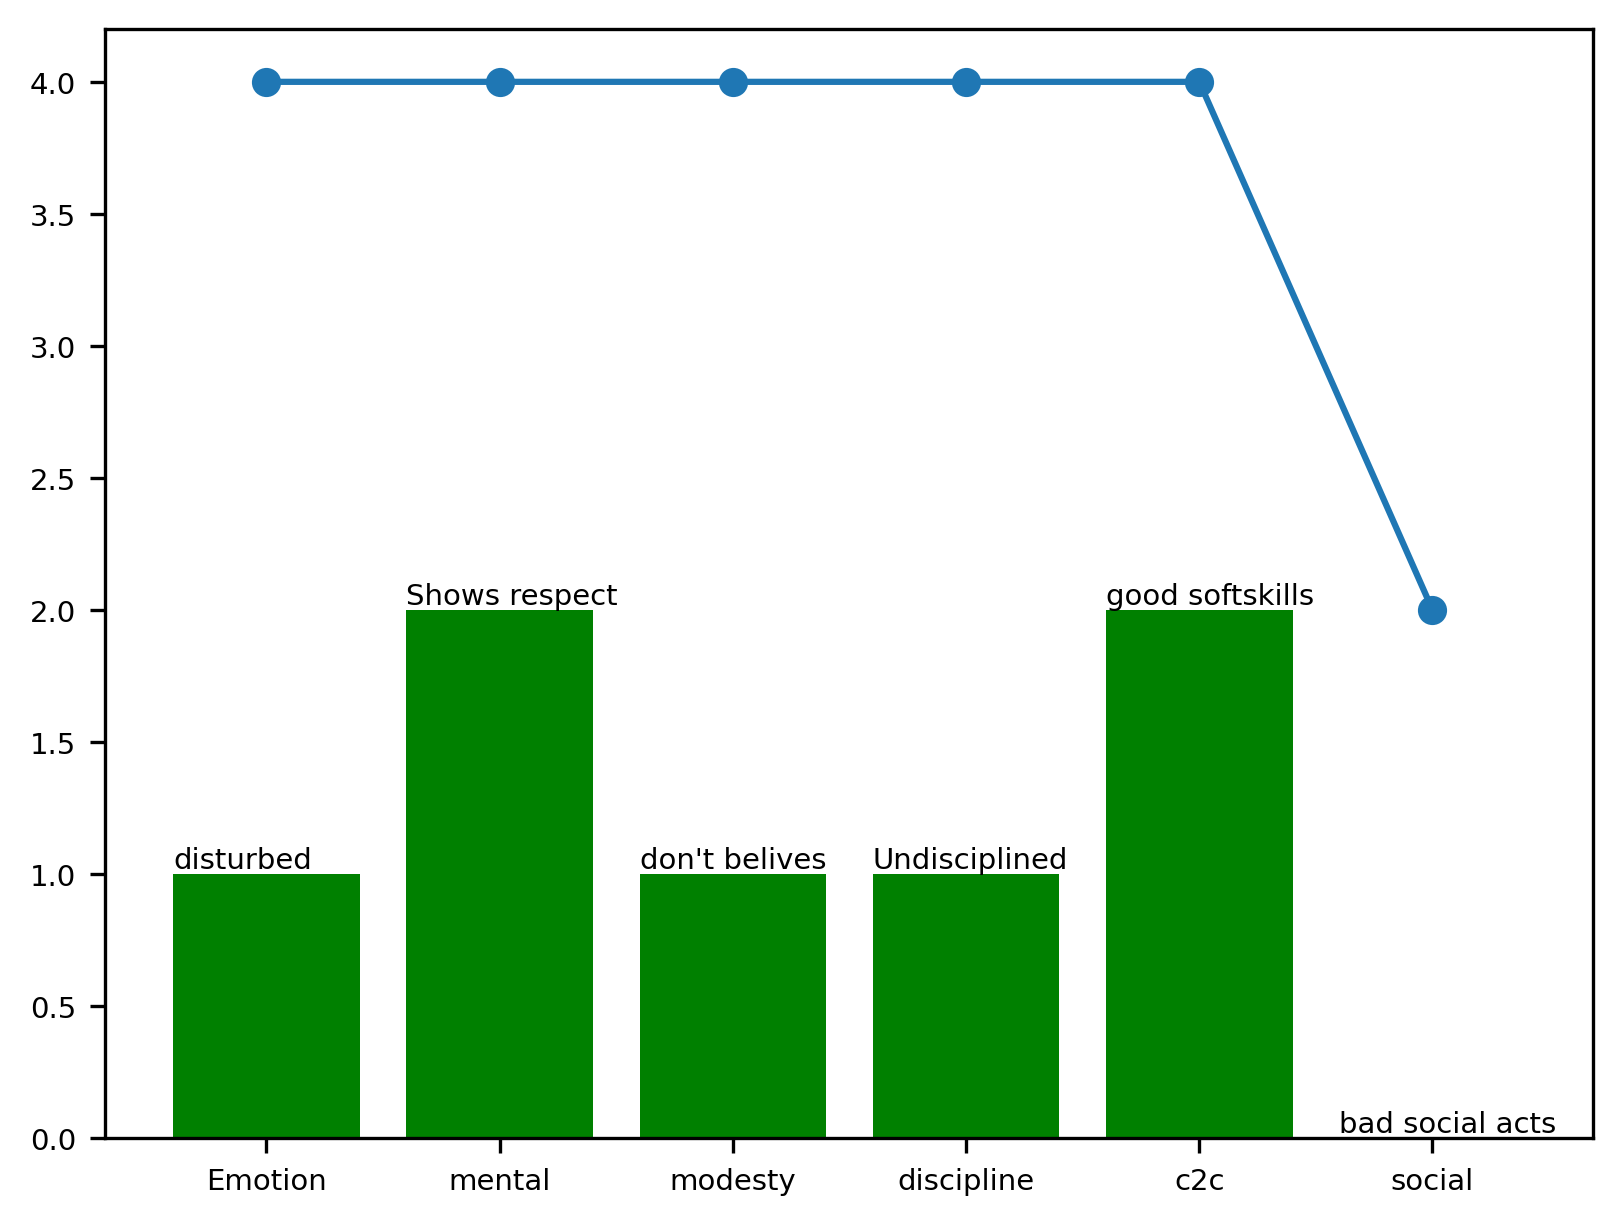 4.0
3.5
3.0
2.5
2.0
1.5
1.0
0.5
0.0
Shows respect
good softskills
disturbed
don't belives
Undisciplined
bad social acts
Emotion
mental
modesty
discipline
c2c
social